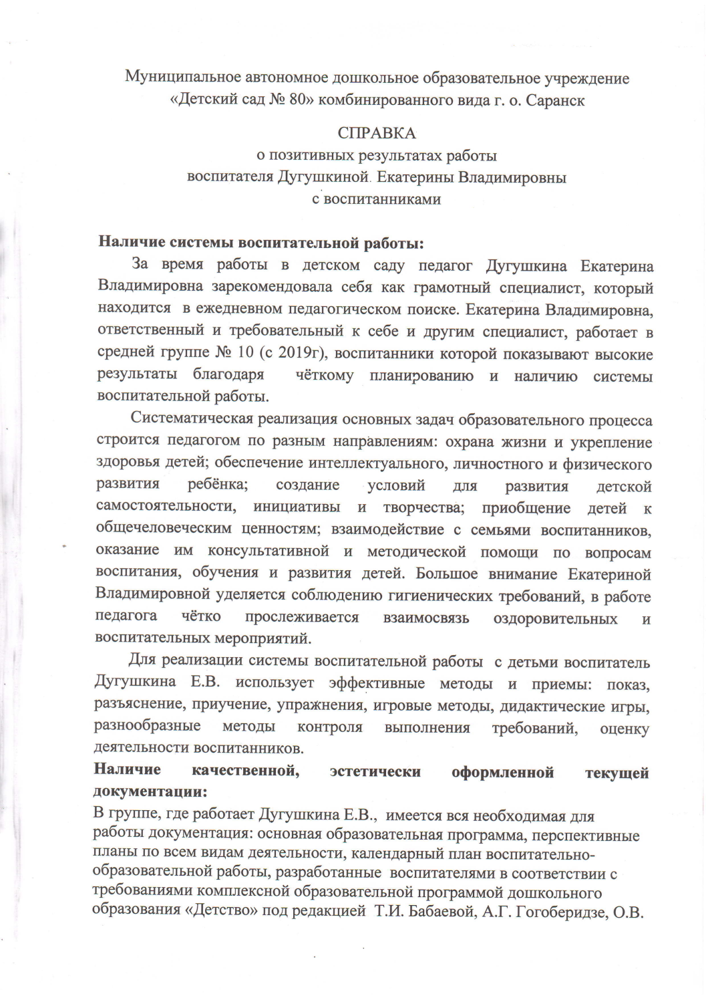 Муниципальное автономное дошкольное образовательное учреждение
«Детский сад № 80» комбинированного вида г. о. Саранск
СПРАВКА
о позитивных результатах работы
воспитателя Дугушкиной. Екатерины Владимировны
с воспитанниками
Наличие системы воспитательной работы:
За время работы в детском саду педагог Дугушкина Екатерина
Владимировна зарекомендовала себя как грамотный специалист, который
находится в ежедневном педагогическом поиске. Екатерина Владимировна,
ответственный и требовательный к себе и другим специалист, работает в
средней группе № 10 (с 2019г), воспитанники которой показывают высокие
результаты благодаря чёткому планированию и наличию системы
воспитательной работы.
Систематическая реализация основных задач образовательного процесса
строится педагогом по разным направлениям: охрана жизни и укрепление
здоровья детей; обеспечение интеллектуального, личностного и физического
развития ребёнка; создание условий для развития детской
самостоятельности, инициативы и творчества; приобщение детей к
общечеловеческим ценностям; взаимодействие с семьями воспитанников,
оказание им консультативной и методической помощи по вопросам
воспитания, обучения и развития детей. Большое внимание Екатериной
Владимировной уделяется соблюдению гигиенических требований, в работе
педагога чётко прослеживается взаимосвязь оздоровительных и
воспитательных мероприятий.
Для реализации системы воспитательной работы с детьми воспитатель
Дугушкина Е.В. использует эффективные методы и приемы: показ,
разъяснение, приучение, упражнения, игровые методы, дидактические игры,
разнообразные методы контроля выполнения требований, оценку
деятельности воспитанников.
Наличие качественной, эстетически оформленной текущей
документации:
В группе, где работает Дугушкина Е.В., имеется вся необходимая для
работы документация: основная образовательная программа, перспективные
планы по всем видам деятельности, календарный план воспитательно-
образовательной работы, разработанные воспитателями в соответствии с
требованиями комплексной образовательной программой дошкольного
образования «Детство» под редакцией Т.И. Бабаевой, А.Г. Гогоберидзе, О.В.